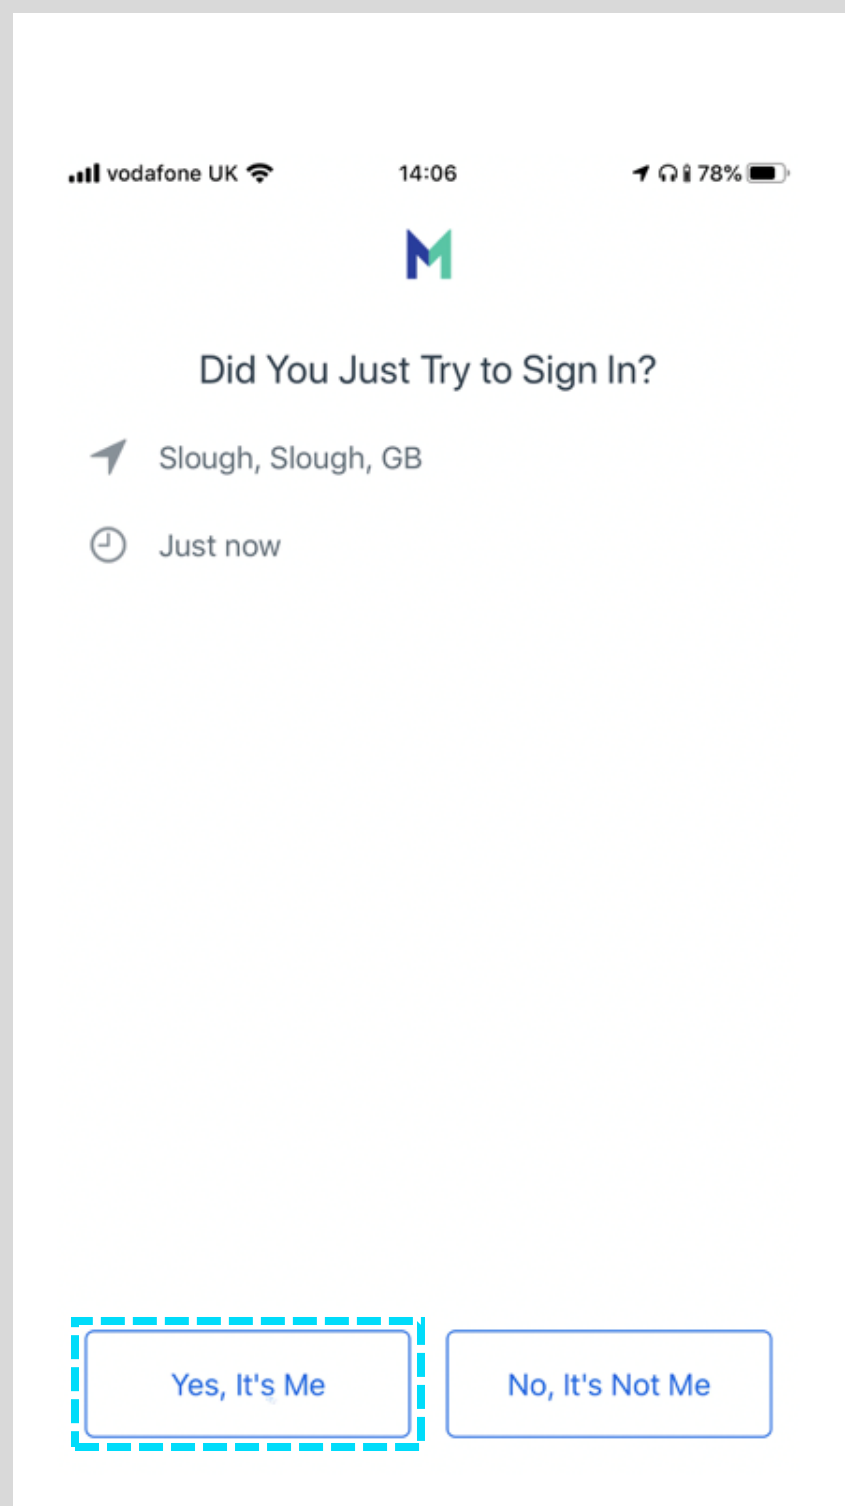 vodafone UK 14:06 78%
M
Did You Just Try to Sign In?
Slough, Slough, GB
Just now
Yes, It's Me No, It's Not Me